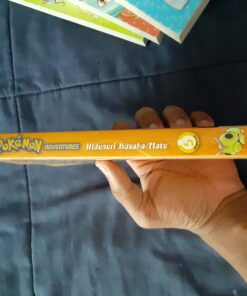 POKéMON ADVENTURES Hidenori Kusaka/Mato 5